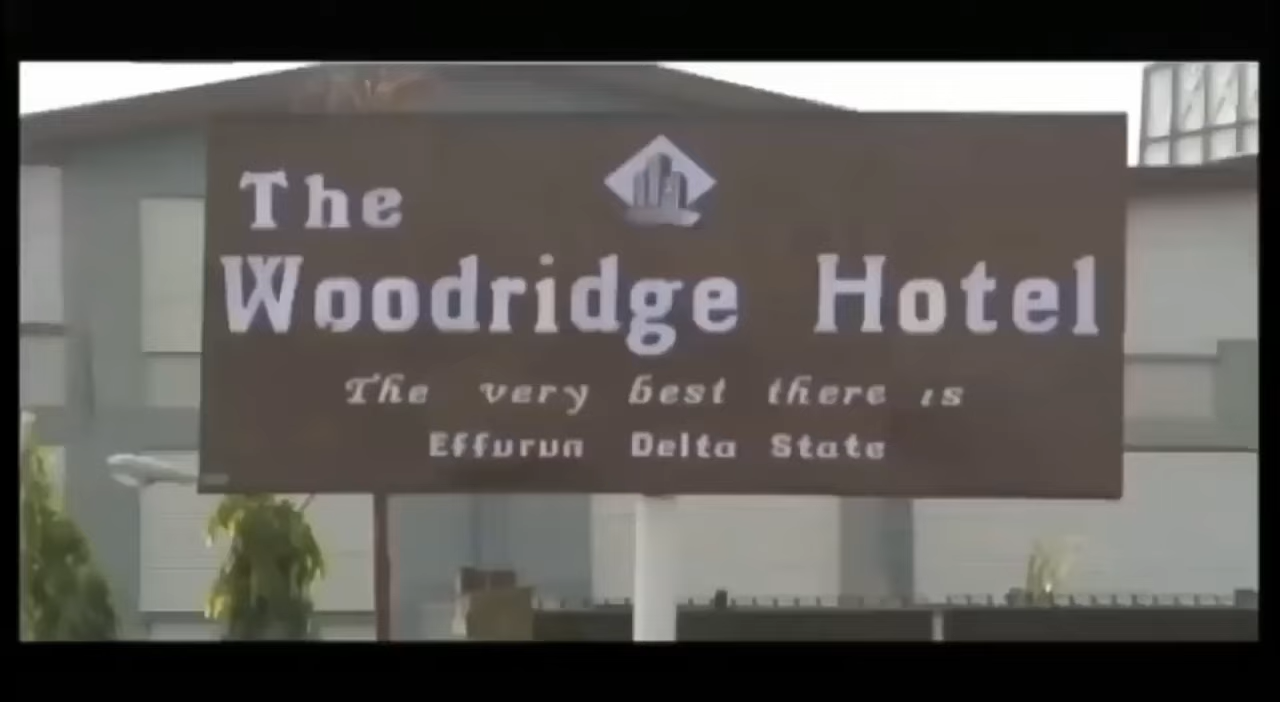 The
Woodridge Hotel
The very best there is
Effurun Delta State